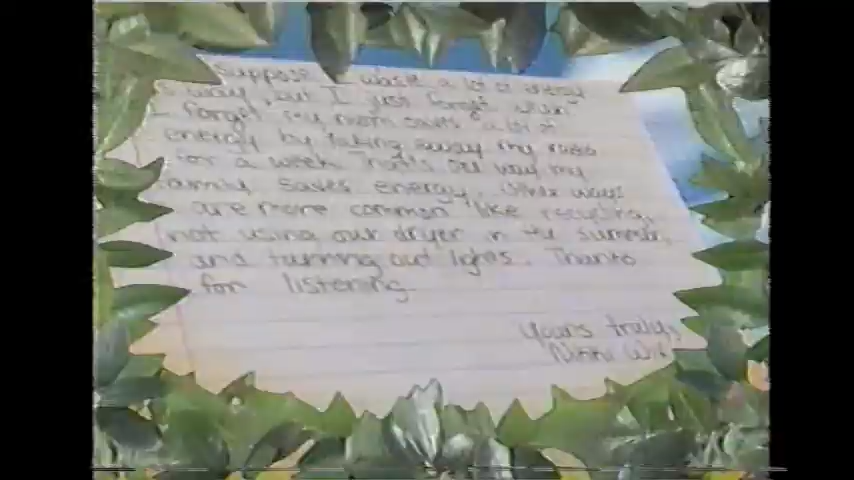 suppose I waste a lot of energy
away, but I just forget when
I forget my mom saves a lot of
energy by taking away my
for a week. That's one way my
family saves energy. Other ways
are more common like recycling,
not using our dryer in the summer,
and turning out lights. Thanks
for listening.
Yours truly,
Nikki